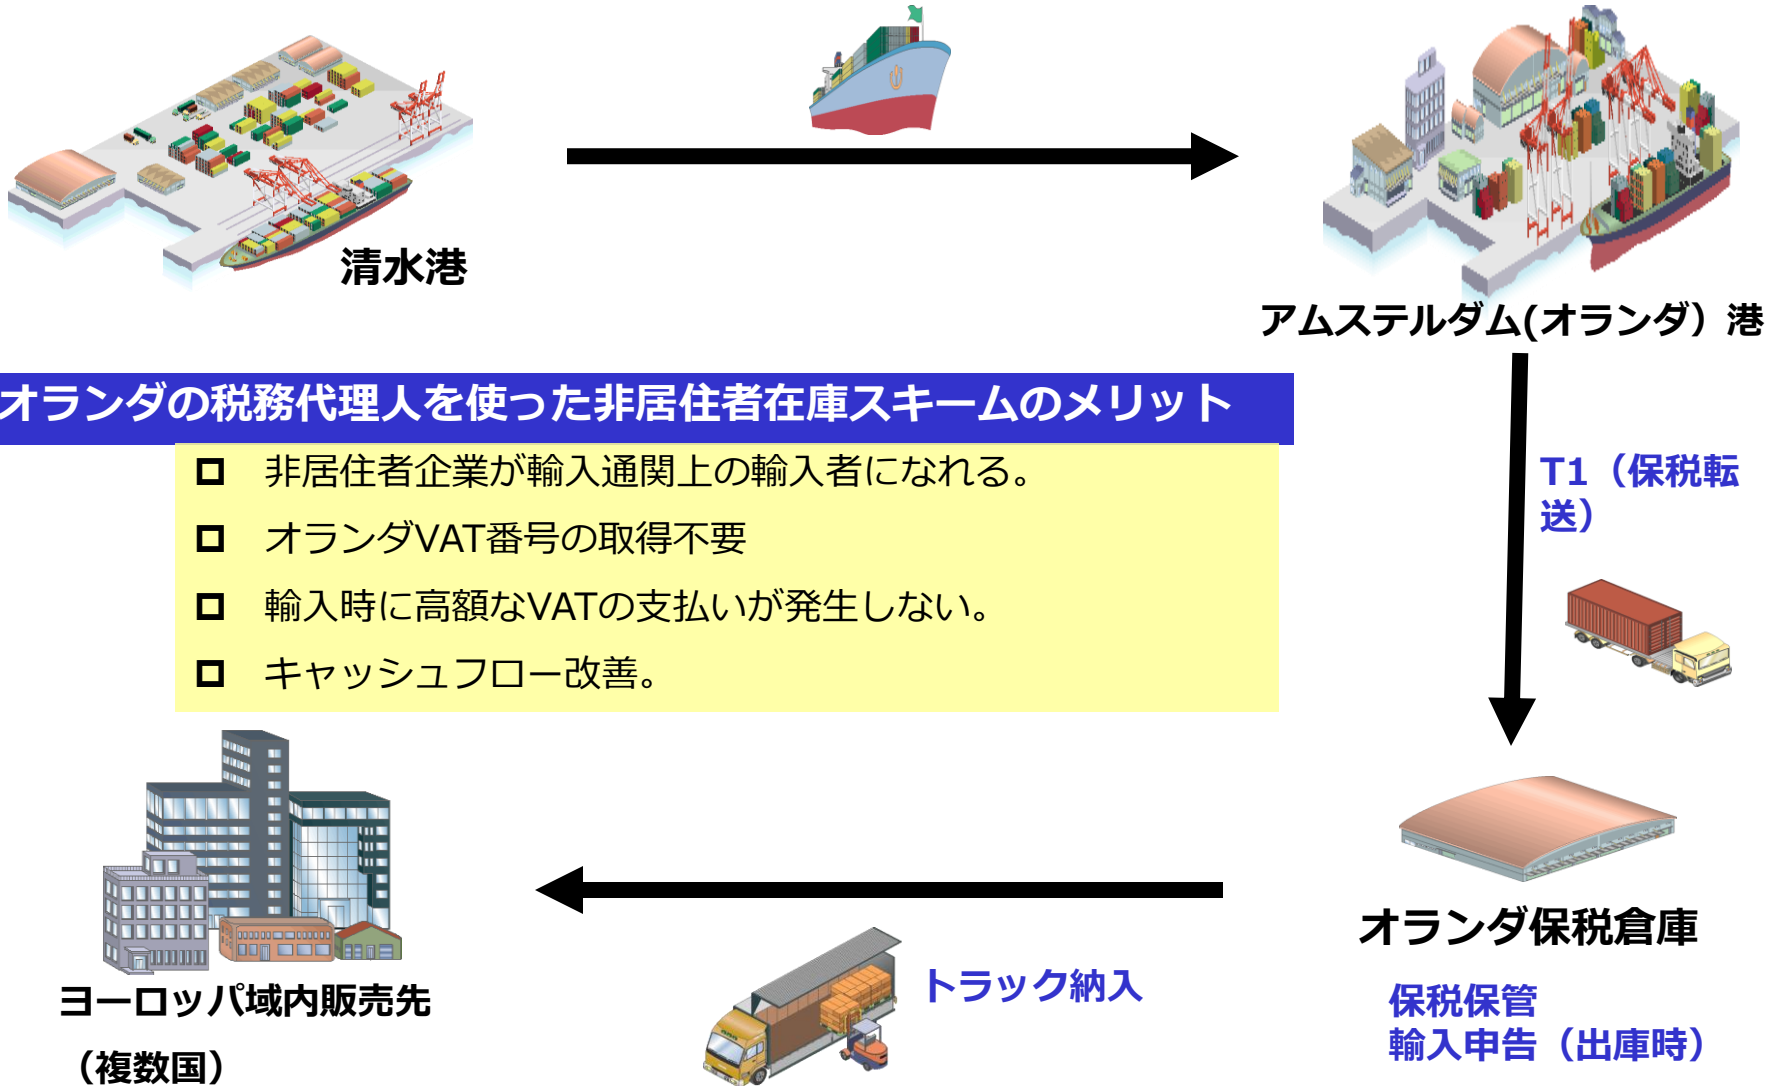 清水港
アムステルダム(オランダ）港
オランダの税務代理人を使った非居住者在庫スキームのメリット
非居住者企業が輸入通関上の輸入者になれる。
オランダVAT番号の取得不要
輸入時に高額なVATの支払いが発生しない。
キャッシュフロー改善。
T1（保税転
送）
オランダ保税倉庫
保税保管
輸入申告（出庫時）
トラック納入
ヨーロッパ域内販売先
（複数国）